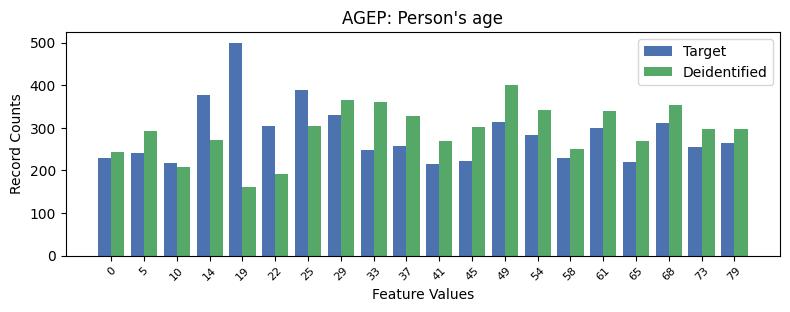 AGEP: Person's age
Record Counts
500
400
300
200
100
0
Target
Deidentified
0 5 10 14 19 22 25 29 33 37 41 45 49 54 58 61 65 68 73 79
Feature Values